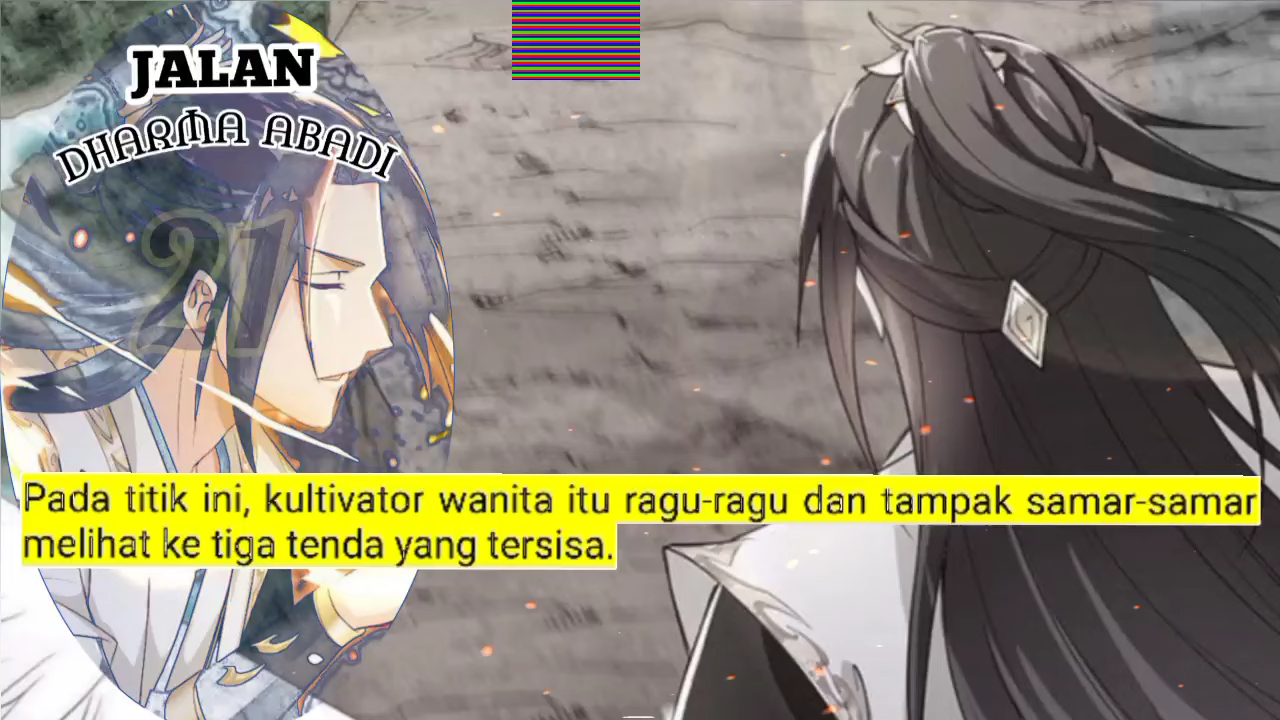 JALAN
DHARMA ABADI
27
Pada titik ini, kultivator wanita itu ragu-ragu dan tampak samar-samar
melihat ke tiga tenda yang tersisa.